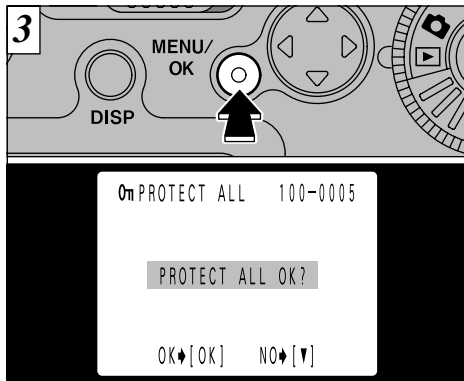 3
MENU/
OK
DISP
PROTECT ALL 100-0005
PROTECT ALL OK?
OK➧[OK] NO➧[▼]